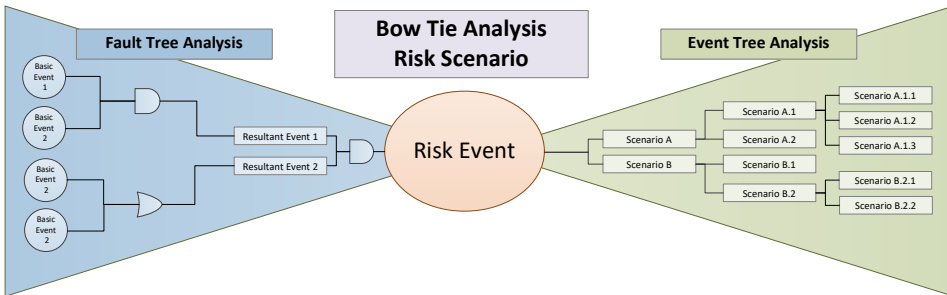 Bow Tie Analysis
Risk Scenario
Fault Tree Analysis
Event Tree Analysis
Basic
Event
1
Basic
Event
2
Basic
Event
2
Basic
Event
2
Resultant Event 1
Resultant Event 2
Risk Event
Scenario A
Scenario B
Scenario A.1
Scenario A.2
Scenario B.1
Scenario B.2
Scenario A.1.1
Scenario A.1.2
Scenario A.1.3
Scenario B.2.1
Scenario B.2.2